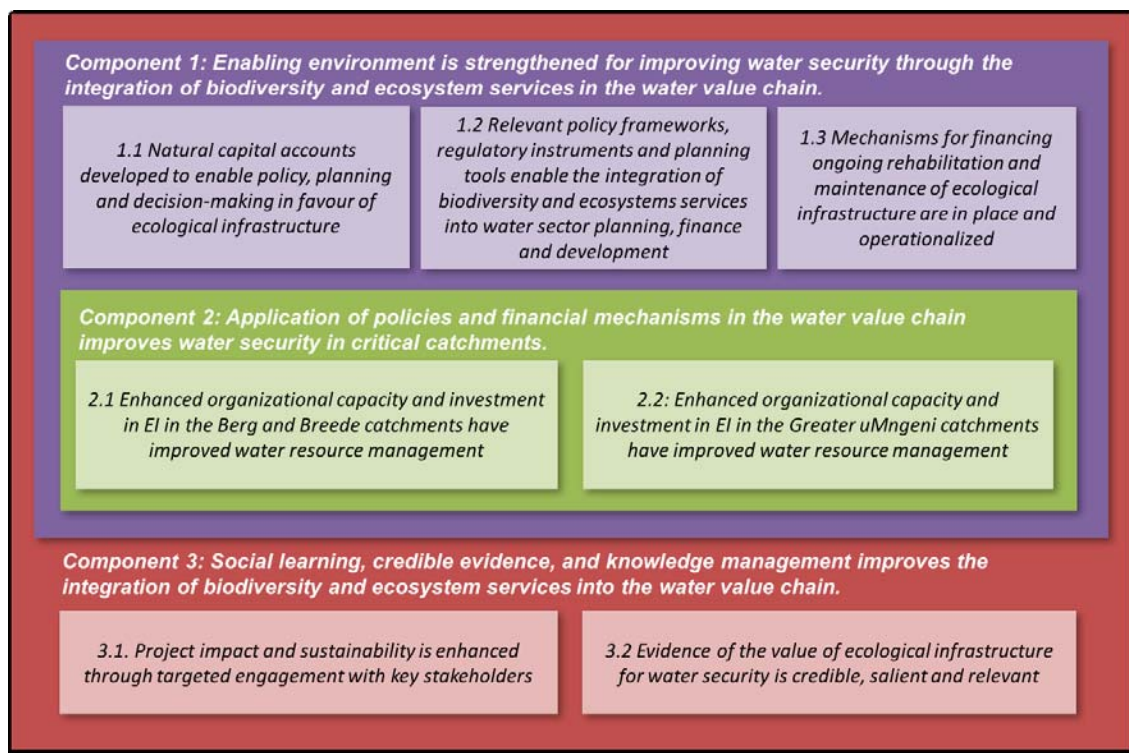 Component 1: Enabling environment is strengthened for improving water security through the
integration of biodiversity and ecosystem services in the water value chain.
1.1 Natural capital accounts
developed to enable policy, planning
and decision-making in favour of
ecological infrastructure
1.2 Relevant policy frameworks,
regulatory instruments and planning
tools enable the integration of
biodiversity and ecosystems services
into water sector planning, finance
and development
1.3 Mechanisms for financing
ongoing rehabilitation and
maintenance of ecological
infrastructure are in place and
operationalized
Component 2: Application of policies and financial mechanisms in the water value chain
improves water security in critical catchments.
2.1 Enhanced organizational capacity and investment
in EI in the Berg and Breede catchments have
improved water resource management
2.2: Enhanced organizational capacity and
investment in EI in the Greater uMngeni catchments
have improved water resource management
Component 3: Social learning, credible evidence, and knowledge management improves the
integration of biodiversity and ecosystem services into the water value chain.
3.1. Project impact and sustainability is enhanced
through targeted engagement with key stakeholders
3.2 Evidence of the value of ecological infrastructure
for water security is credible, salient and relevant